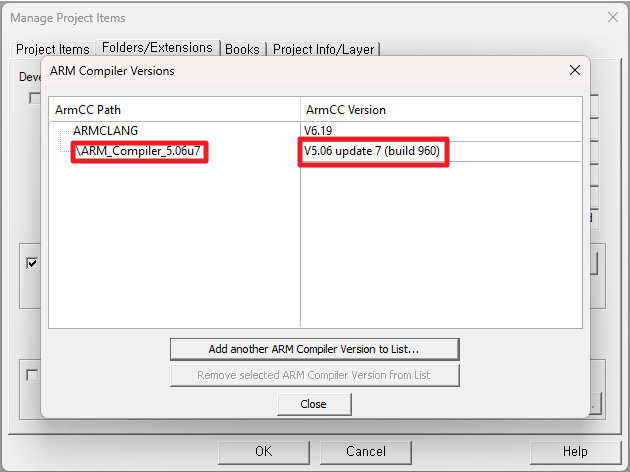 Manage Project Items
Project Items Folders/Extensions Books Project Info/Layer
ARM Compiler Versions
ArmCC Path ArmCC Version
ARMCLANG V6.19
\ARM_Compiler_5.06u7 V5.06 update 7 (build 960)
Add another ARM Compiler Version to List...
Remove selected ARM Compiler Version from List
Close
OK Cancel Help